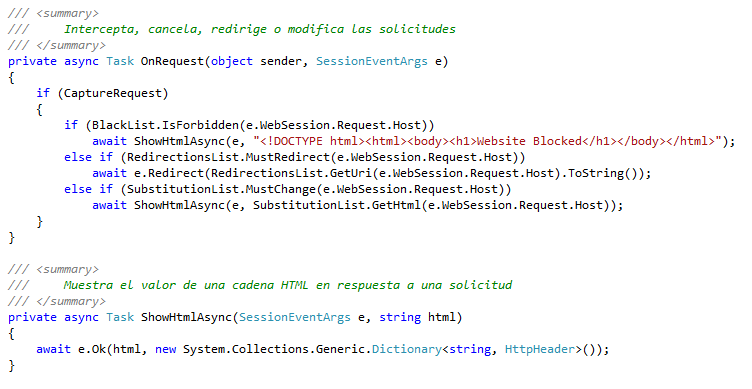 /// <summary>
///     Intercepta, cancela, redirige o modifica las solicitudes
/// </summary>
private async Task OnRequest(object sender, SessionEventArgs e)
{
    if (CaptureRequest)
    {
        if (BlackList.IsForbidden(e.WebSession.Request.Host))
            await ShowHtmlAsync(e, "<!DOCTYPE html><html><body><h1>Website Blocked</h1></body></html>");
        else if (RedirectionsList.MustRedirect(e.WebSession.Request.Host))
            await e.Redirect(RedirectionsList.GetUri(e.WebSession.Request.Host).ToString());
        else if (SubstitutionList.MustChange(e.WebSession.Request.Host))
            await ShowHtmlAsync(e, SubstitutionList.GetHtml(e.WebSession.Request.Host));
    }
}

/// <summary>
///     Muestra el valor de una cadena HTML en respuesta a una solicitud
/// </summary>
private async Task ShowHtmlAsync(SessionEventArgs e, string html)
{
    await e.Ok(html, new System.Collections.Generic.Dictionary<string, HttpHeader>());
}